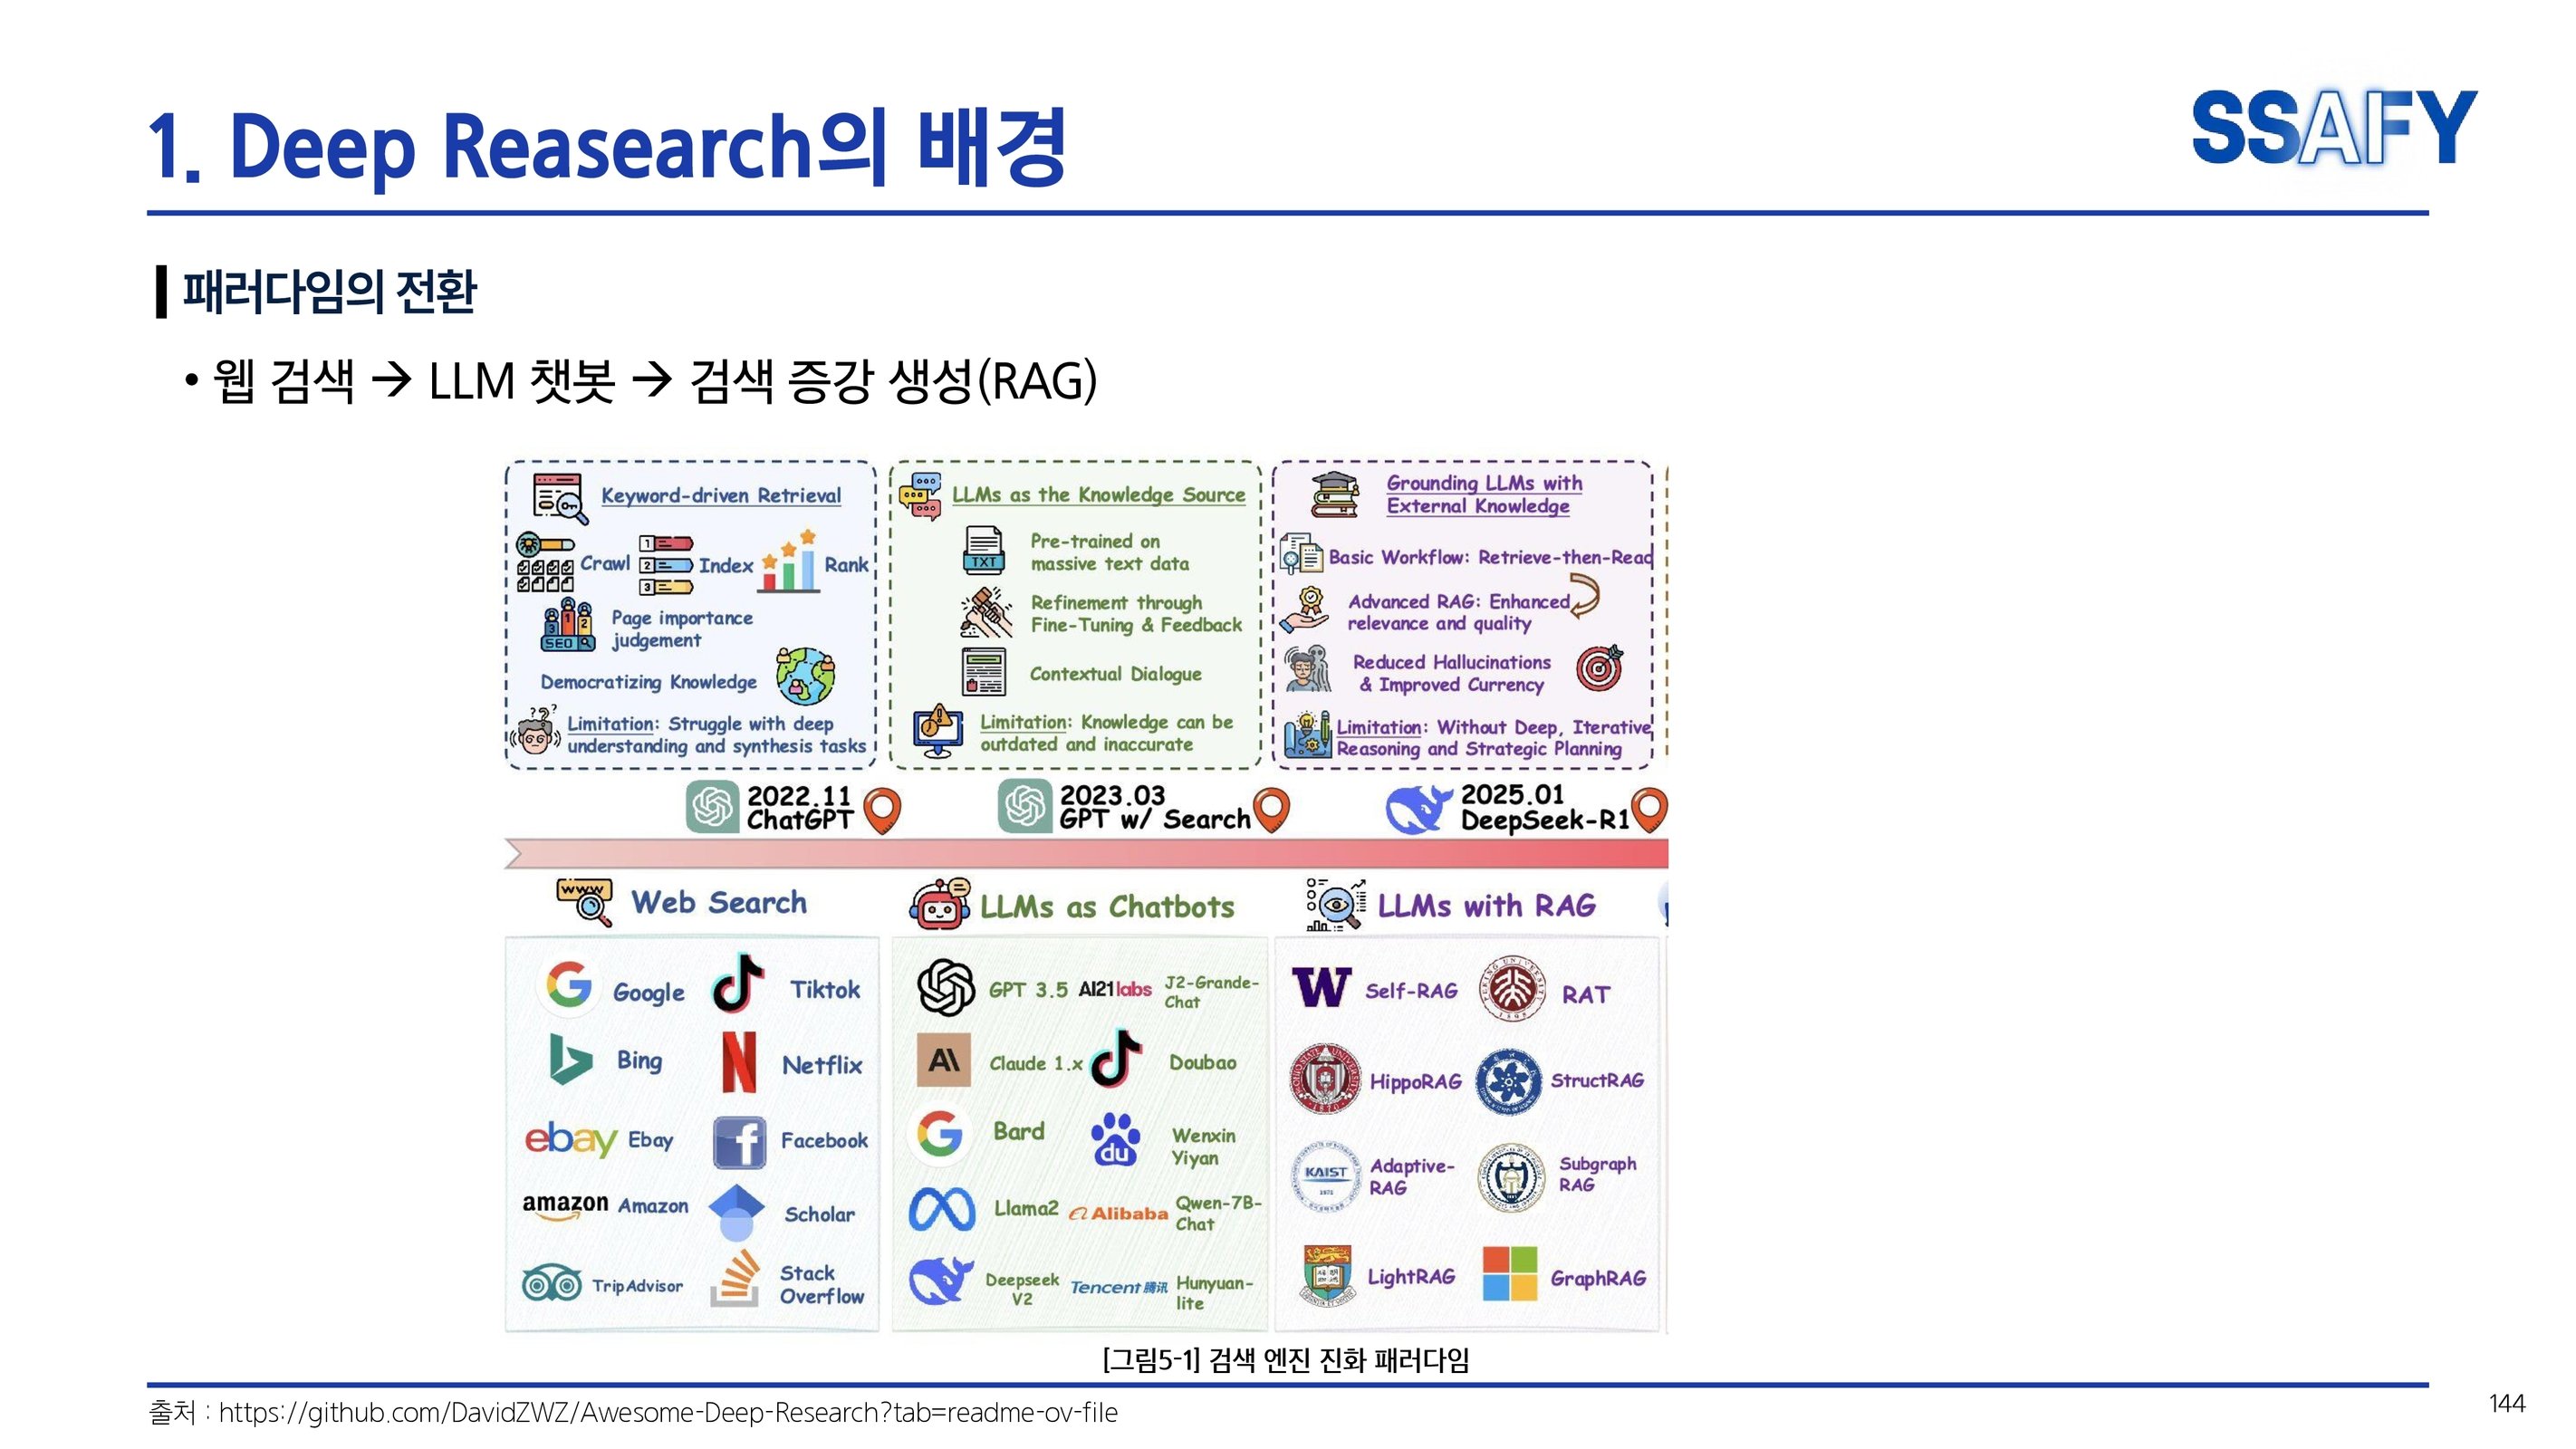 1. Deep Reasearch의 배경
SSAFY
패러다임의 전환
• 웹 검색 → LLM 챗봇 → 검색 증강 생성(RAG)
Keyword-driven Retrieval
Crawl
1
2
3
Index
Rank
3
1
2
SEO
Page importance
judgement
Democratizing Knowledge
???
Limitation: Struggle with deep
understanding and synthesis tasks
LLMs as the Knowledge Source
TXT
Pre-trained on
massive text data
Refinement through
Fine-Tuning & Feedback
Contextual Dialogue
Limitation: Knowledge can be
outdated and inaccurate
Grounding LLMs with
External Knowledge
Basic Workflow: Retrieve-then-Read
Advanced RAG: Enhanced
relevance and quality
Reduced Hallucinations
& Improved Currency
Limitation: Without Deep, Iterative
Reasoning and Strategic Planning
2022.11
ChatGPT
2023.03
GPT w/ Search
2025.01
DeepSeek-R1
WWW
Web Search
LLMs as Chatbots
LLMs with RAG
Google
Tiktok
Bing
Netflix
ebay Ebay
Facebook
amazon Amazon
Scholar
TripAdvisor
Stack
Overflow
GPT 3.5
AI21labs
J2-Grande-
Chat
A\ Claude 1.x
Doubao
Bard
du
Wenxin
Yiyan
Llama2
Alibaba
Qwen-7B-
Chat
Deepseek
V2
Tencent 腾讯
Hunyuan-
lite
W Self-RAG
RAT
HippoRAG
StructRAG
KAIST
Adaptive-
RAG
Subgraph
RAG
LightRAG
GraphRAG
[그림5-1] 검색 엔진 진화 패러다임
출처 : https://github.com/DavidZWZ/Awesome-Deep-Research?tab=readme-ov-file
144